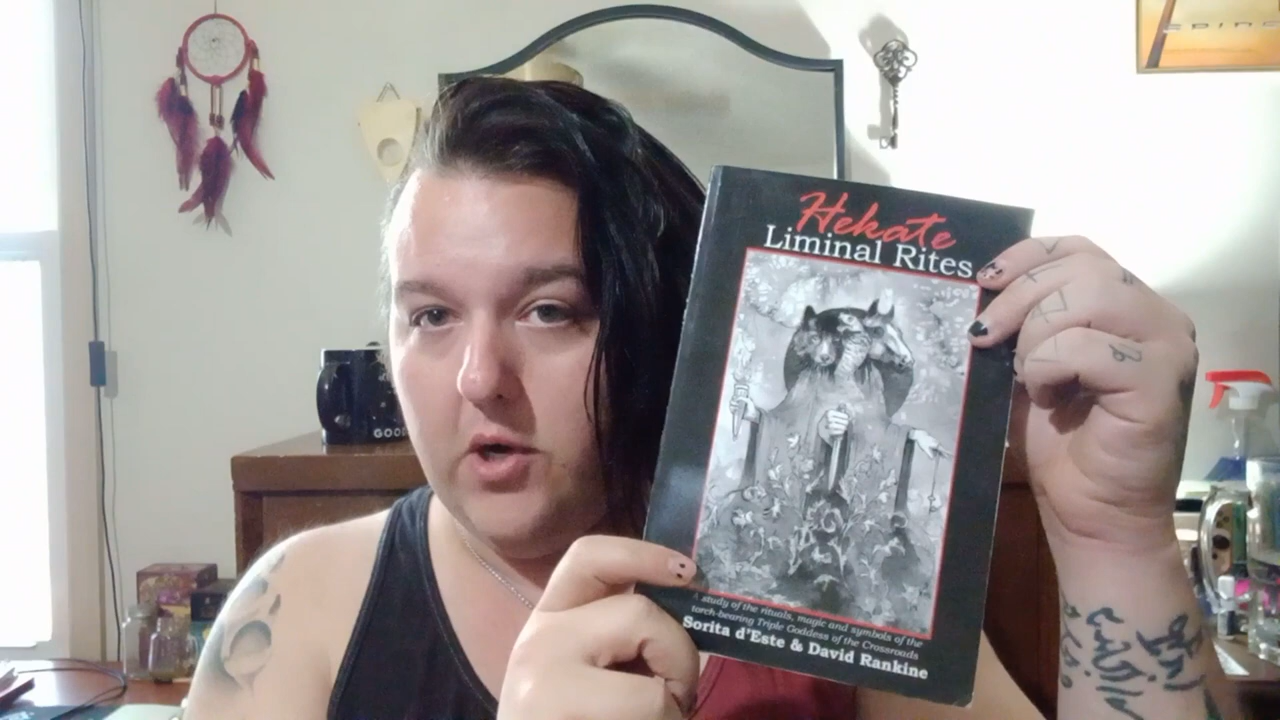 Hekate
Liminal Rites
A study of the rituals, magic and symbols of the
torch-bearing Triple Goddess of the Crossroads
Sorita d'Este & David Rankine
GOOD